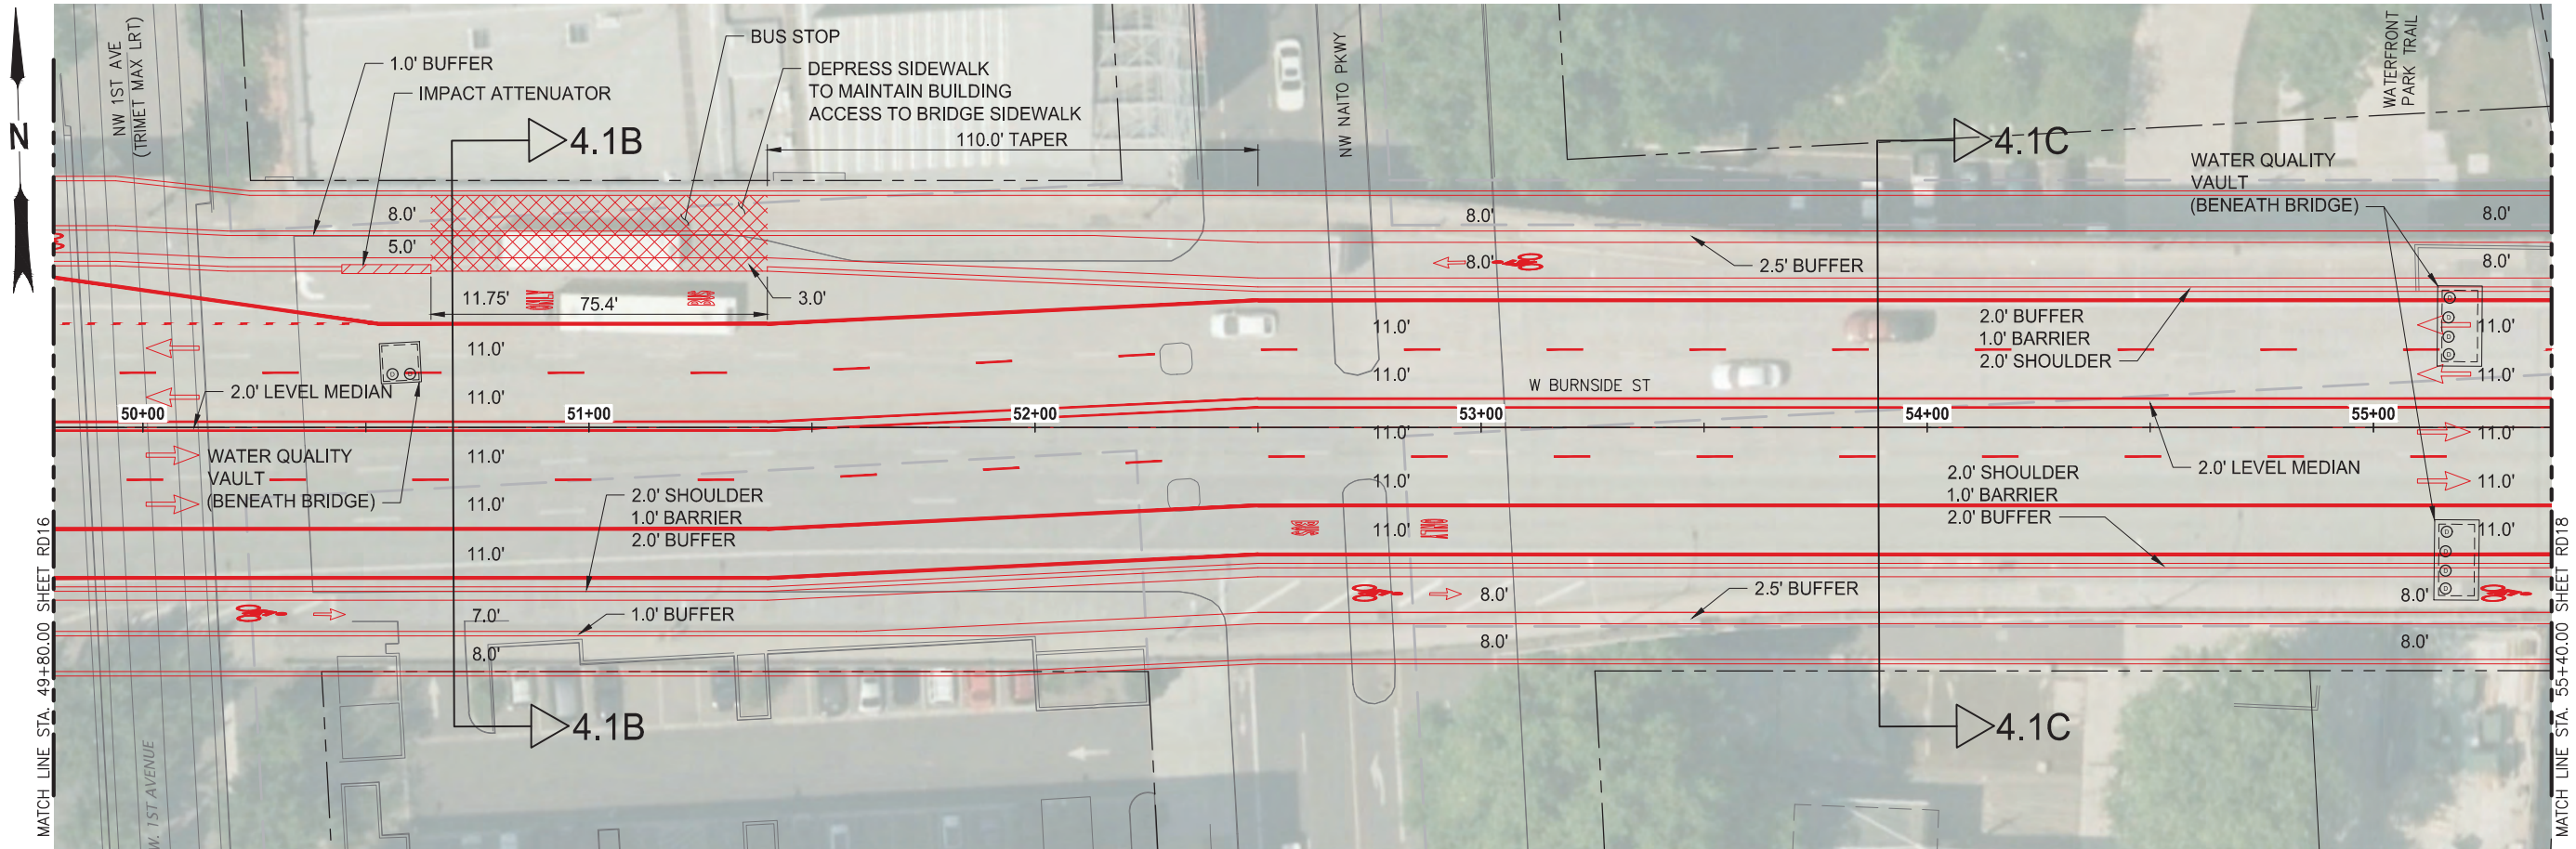 N
NW 1ST AVE
(TRIMET MAX LRT)
1.0' BUFFER
IMPACT ATTENUATOR
BUS STOP
DEPRESS SIDEWALK
TO MAINTAIN BUILDING
ACCESS TO BRIDGE SIDEWALK
110.0' TAPER
4.1B
NW NAITO PKWY
4.1C
WATERFRONT
PARK TRAIL
WATER QUALITY
VAULT
(BENEATH BRIDGE)
8.0'
5.0'
8.0'
8.0'
8.0'
2.5' BUFFER
8.0'
11.75'
ONLY
75.4'
BUS
3.0'
11.0'
11.0'
2.0' BUFFER
1.0' BARRIER
2.0' SHOULDER
11.0'
11.0'
11.0'
11.0'
2.0' LEVEL MEDIAN
11.0'
W BURNSIDE ST
50+00
51+00
52+00
53+00
54+00
55+00
WATER QUALITY
VAULT
(BENEATH BRIDGE)
11.0'
11.0'
11.0'
11.0'
2.0' LEVEL MEDIAN
11.0'
11.0'
2.0' SHOULDER
1.0' BARRIER
2.0' BUFFER
11.0'
BUS
11.0'
ONLY
2.0' SHOULDER
1.0' BARRIER
2.0' BUFFER
11.0'
7.0'
1.0' BUFFER
8.0'
2.5' BUFFER
8.0'
8.0'
8.0'
8.0'
4.1B
4.1C
W. 1ST AVENUE
MATCH LINE STA. 49+80.00 SHEET RD16
MATCH LINE STA. 55+40.00 SHEET RD18